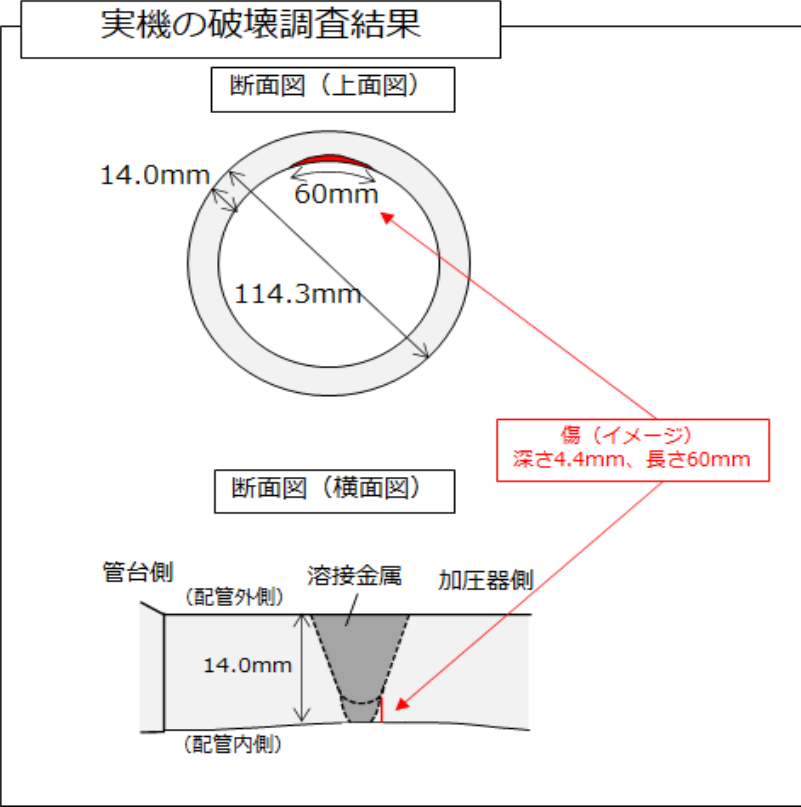 実機の破壊調査結果
断面図（上面図）
14.0mm
60mm
114.3mm
傷（イメージ）
深さ4.4mm、長さ60mm
断面図（横面図）
管台側
（配管外側）
溶接金属
加圧器側
14.0mm
（配管内側）